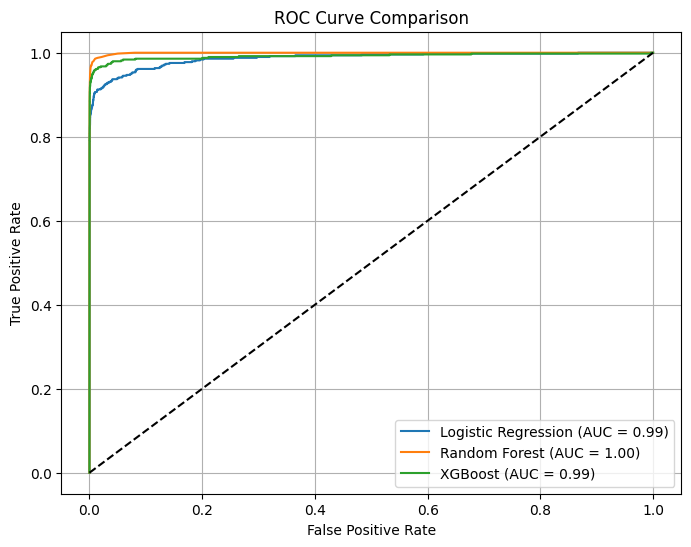 ROC Curve Comparison
True Positive Rate
1.0
0.8
0.6
0.4
0.2
0.0
Logistic Regression (AUC = 0.99)
Random Forest (AUC = 1.00)
XGBoost (AUC = 0.99)
0.0 0.2 0.4 0.6 0.8 1.0
False Positive Rate